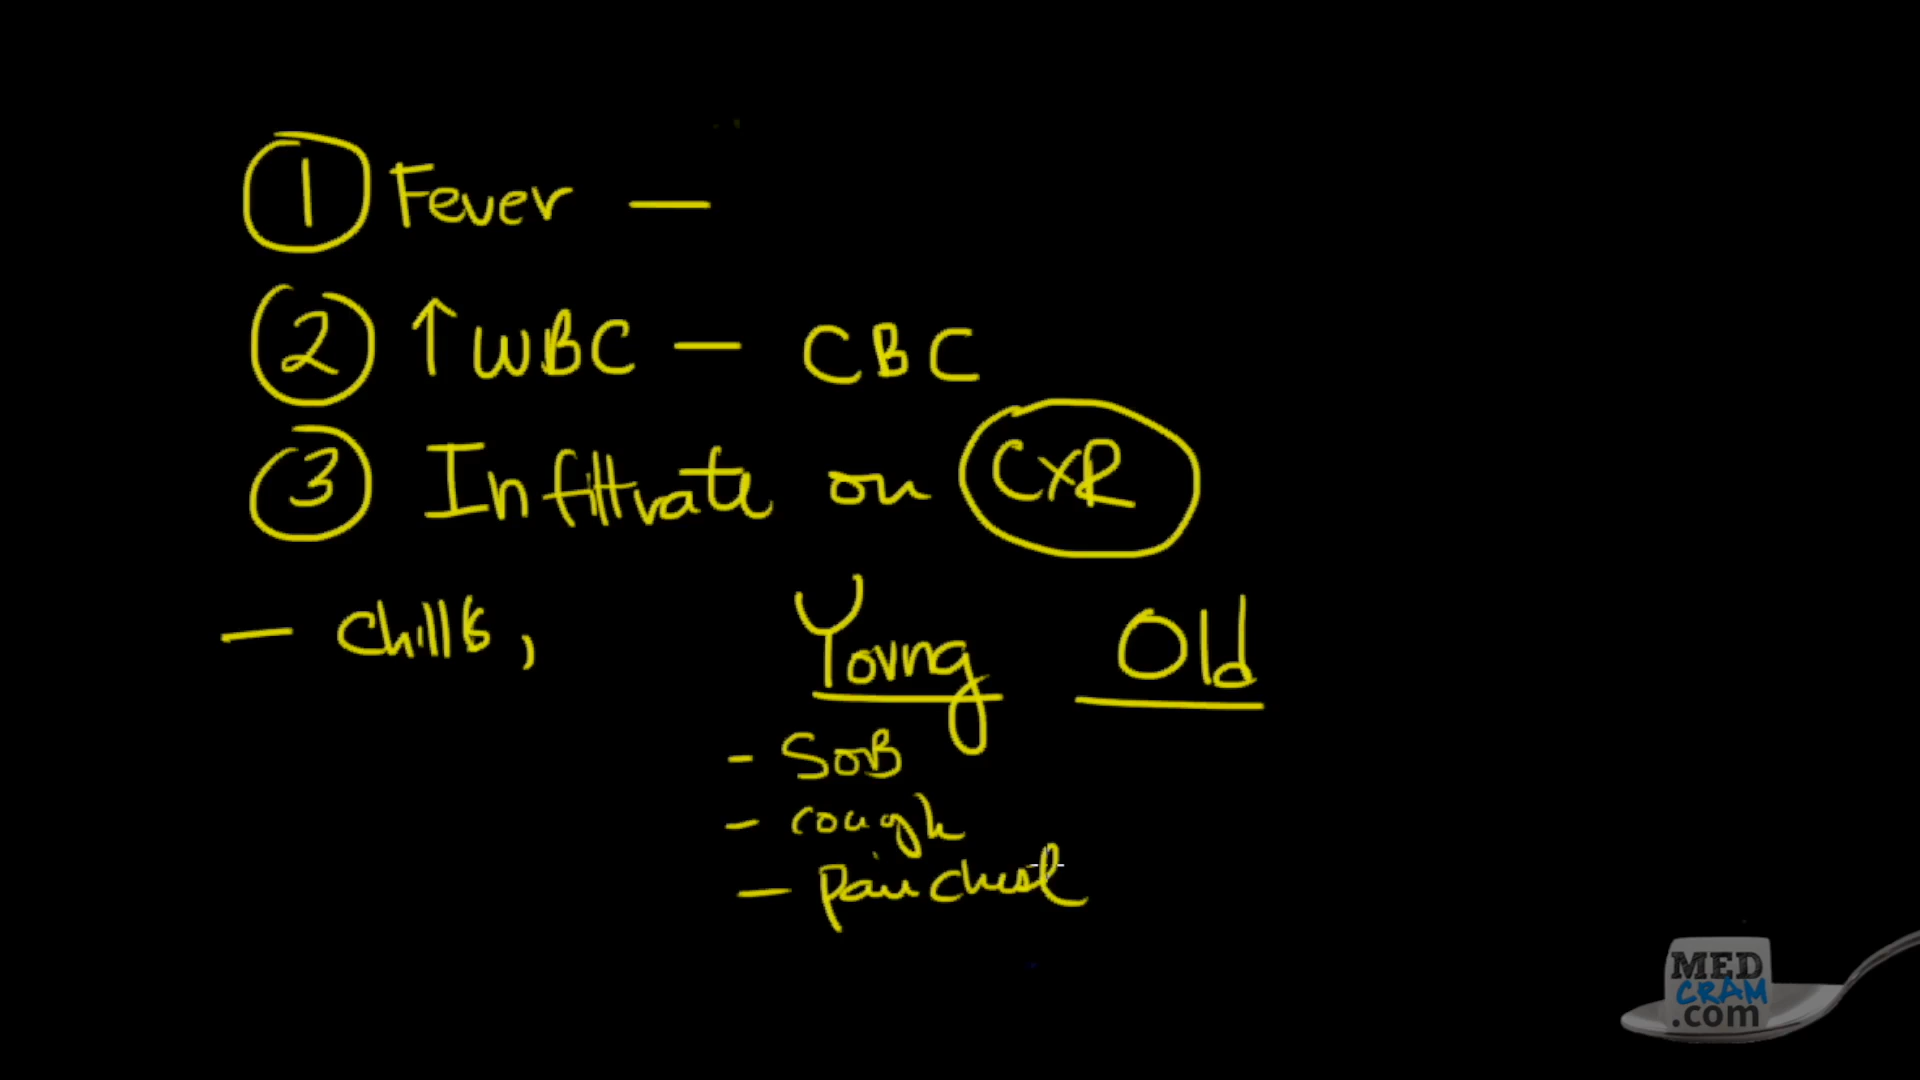 1 Fever —
2 ↑WBC — CBC
3 Infiltrate on CXR
— Chills,
Young Old
- SOB
- cough
- Pain chest
MED
CRAM
.com